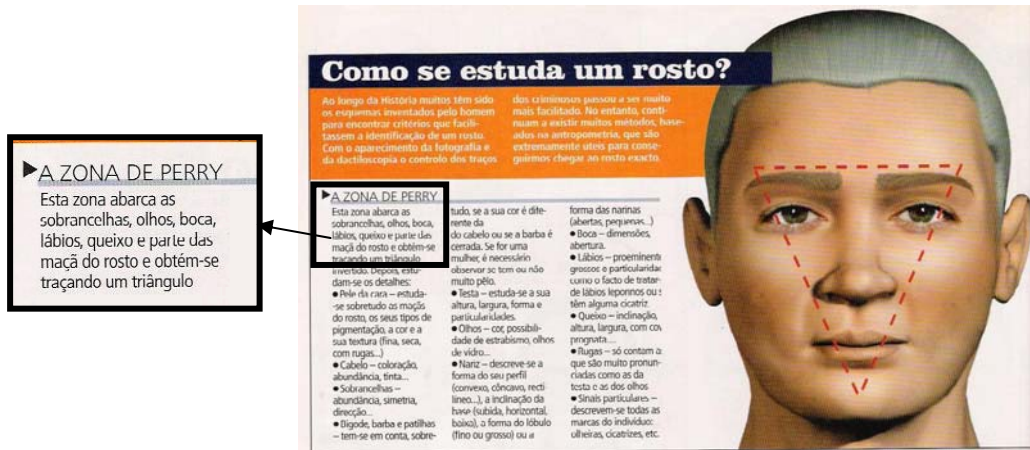 Como se estuda um rosto?
Ao longo da História muitos têm sido
os esquemas inventados pelo homem
para encontrar critérios que facili-
tassem a identificação de um rosto.
Com o aparecimento da fotografia e
da dactiloscopia o controlo dos traços
dos criminosos passou a ser muito
mais facilitado. No entanto, conti-
nuam a existir muitos métodos, base-
ados na antropometria, que são
extremamente úteis para conse-
guirmos chegar ao rosto exacto.
A ZONA DE PERRY
Esta zona abarca as
sobrancelhas, olhos, boca,
lábios, queixo e parte das
maçã do rosto e obtém-se
traçando um triângulo
A ZONA DE PERRY
Esta zona abarca as
sobrancelhas, olhos, boca,
lábios, queixo e parte das
maçã do rosto e obtém-se
traçando um triângulo
invertido. Depois, estu-
dam-se os detalhes:
● Pele da cara – estuda-
-se sobretudo as maçãs
do rosto, os seus tipos de
pigmentação, a cor e a
sua textura (fina, seca,
com rugas...)
● Cabelo – coloração,
abundância, tinta...
● Sobrancelhas –
abundância, simetria,
direcção...
● Bigode, barba e patilhas
– tem-se em conta, sobre-
tudo, se a sua cor é dife-
rente da
do cabelo ou se a barba é
cerrada. Se for uma
mulher, é necessário
observar se tem ou não
muito pêlo.
● Testa – estuda-se a sua
altura, largura, forma e
particularidades.
● Olhos – cor, possibili-
dade de estrabismo, olhos
de vidro...
● Nariz – descreve-se a
forma do seu perfil
(convexo, côncavo, recti
líneo...), a inclinação da
base (subida, horizontal,
baixa), a forma do lóbulo
(fino ou grosso) ou a
forma das narinas
(abertas, pequenas...)
● Boca – dimensões,
abertura.
● Lábios – proeminente
grossos e particularidad
como o facto de tratar-
de lábios leporinos ou s
têm alguma cicatriz
● Queixo – inclinação,
altura, largura, com cov
prognata....
● Rugas – só contam a
que são muito pronun-
ciadas como as da
testa e as dos olhos
● Sinais particulares –
descrevem-se todas as
marcas do indivíduo:
olheiras, cicatrizes, etc.